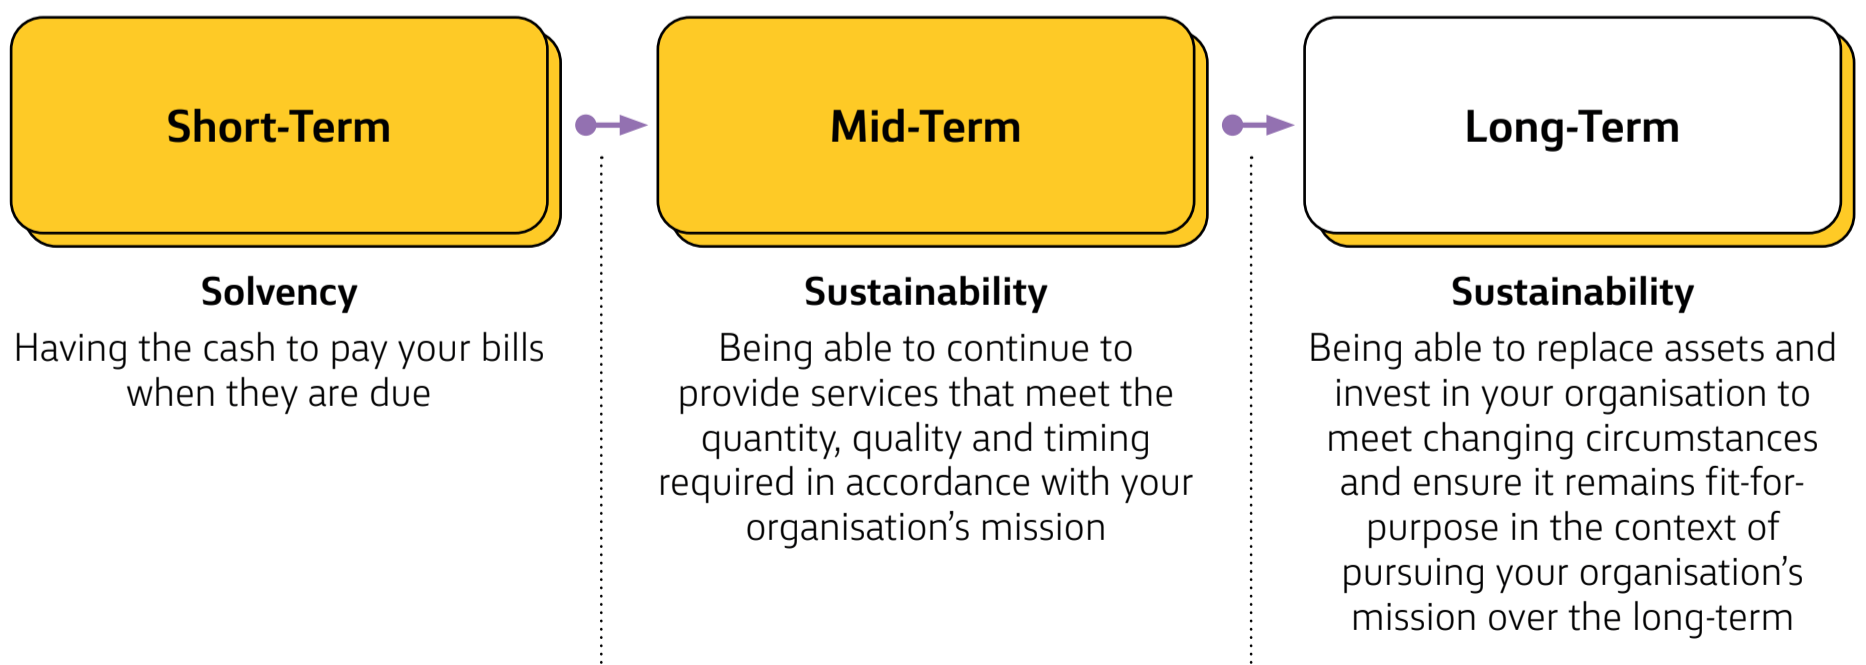 Short-Term
Solvency
Having the cash to pay your bills
when they are due
Mid-Term
Sustainability
Being able to continue to
provide services that meet the
quantity, quality and timing
required in accordance with your
organisation’s mission
Long-Term
Sustainability
Being able to replace assets and
invest in your organisation to
meet changing circumstances
and ensure it remains fit-for-
purpose in the context of
pursuing your organisation’s
mission over the long-term